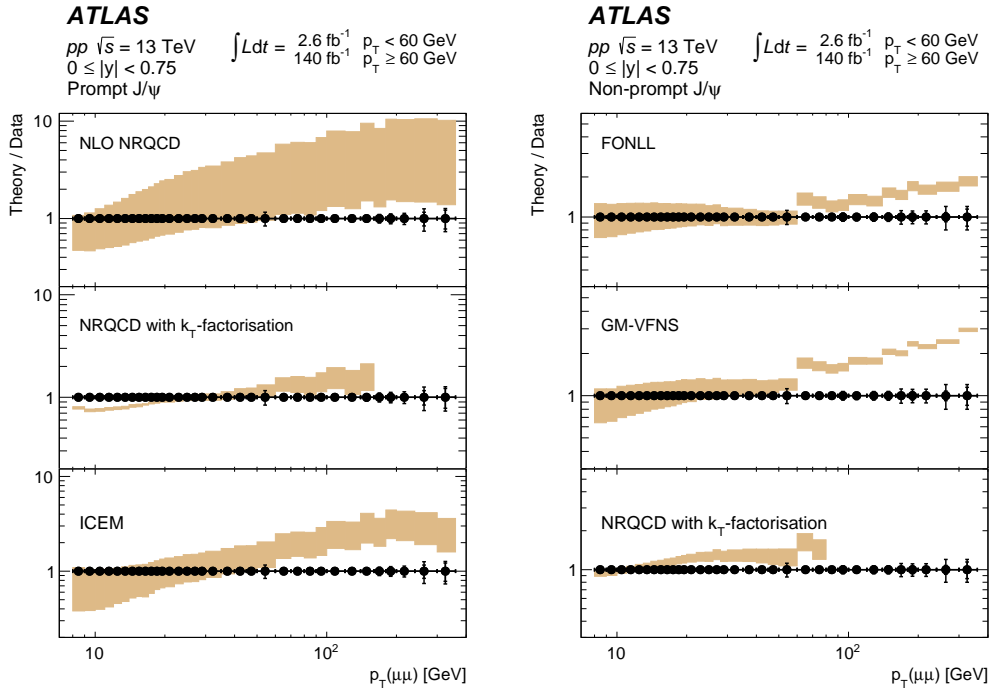 ATLAS
pp √s = 13 TeV
0 ≤ |y| < 0.75
Prompt J/ψ
∫Ldt = 2.6 fb⁻¹ p_T < 60 GeV
140 fb⁻¹ p_T ≥ 60 GeV
Theory / Data
10
NLO NRQCD
1
10
NRQCD with k_T-factorisation
1
10
ICEM
1
10
10²
p_T(μμ) [GeV]
ATLAS
pp √s = 13 TeV
0 ≤ |y| < 0.75
Non-prompt J/ψ
∫Ldt = 2.6 fb⁻¹ p_T < 60 GeV
140 fb⁻¹ p_T ≥ 60 GeV
Theory / Data
FONLL
1
GM-VFNS
1
NRQCD with k_T-factorisation
1
10
10²
p_T(μμ) [GeV]